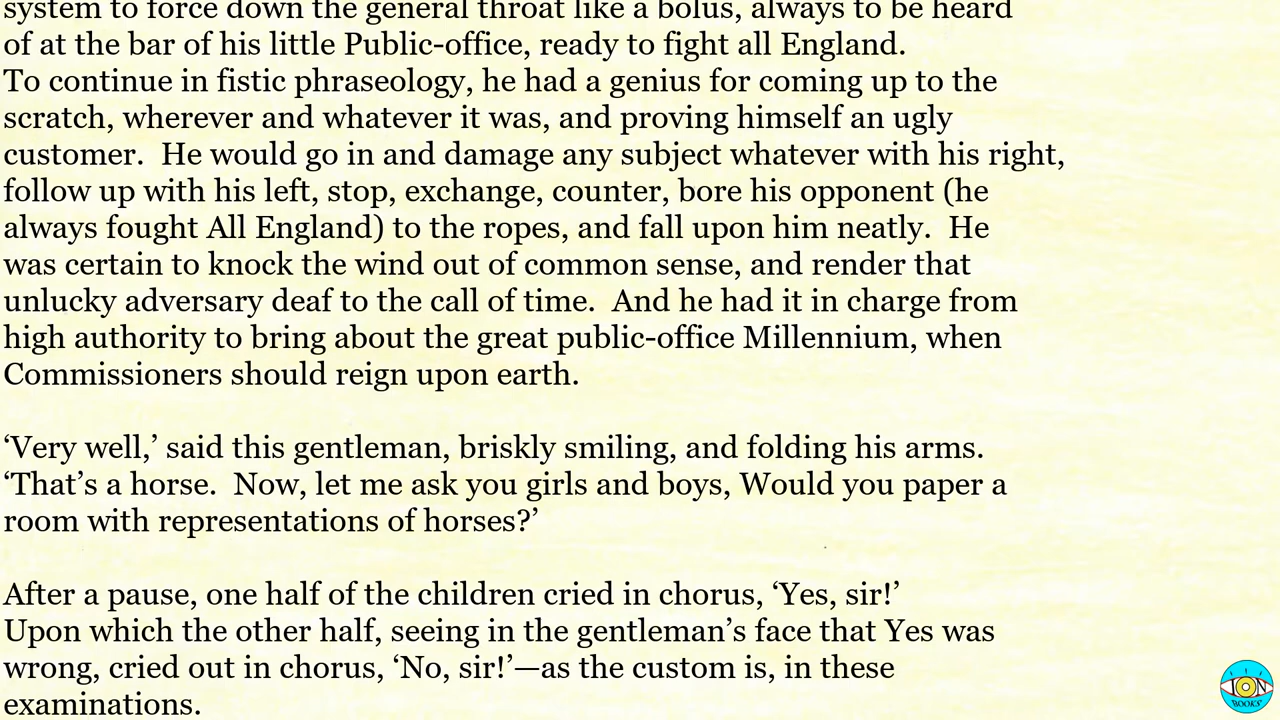 system to force down the general throat like a bolus, always to be heard
of at the bar of his little Public-office, ready to fight all England.
To continue in fistic phraseology, he had a genius for coming up to the
scratch, wherever and whatever it was, and proving himself an ugly
customer.  He would go in and damage any subject whatever with his right,
follow up with his left, stop, exchange, counter, bore his opponent (he
always fought All England) to the ropes, and fall upon him neatly.  He
was certain to knock the wind out of common sense, and render that
unlucky adversary deaf to the call of time.  And he had it in charge from
high authority to bring about the great public-office Millennium, when
Commissioners should reign upon earth.

‘Very well,’ said this gentleman, briskly smiling, and folding his arms.
‘That’s a horse.  Now, let me ask you girls and boys, Would you paper a
room with representations of horses?’

After a pause, one half of the children cried in chorus, ‘Yes, sir!’
Upon which the other half, seeing in the gentleman’s face that Yes was
wrong, cried out in chorus, ‘No, sir!’—as the custom is, in these
examinations.
ION
BOOKS